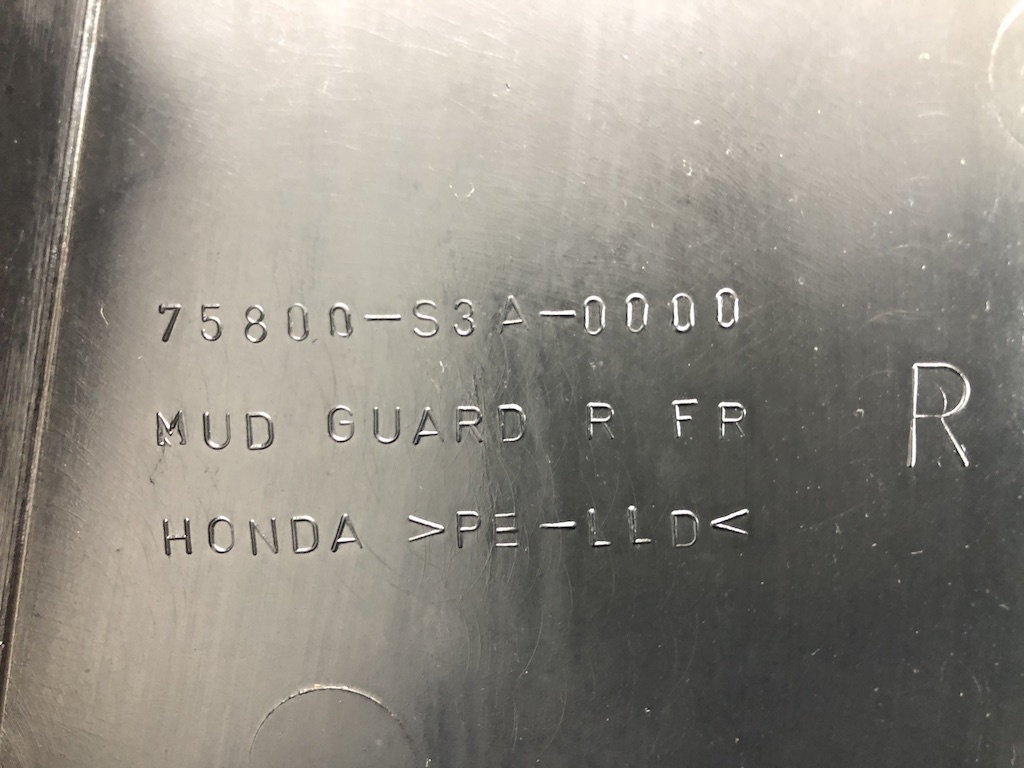 75800-S3A-0000
MUD GUARD R FR
HONDA >PE-LLD<
R